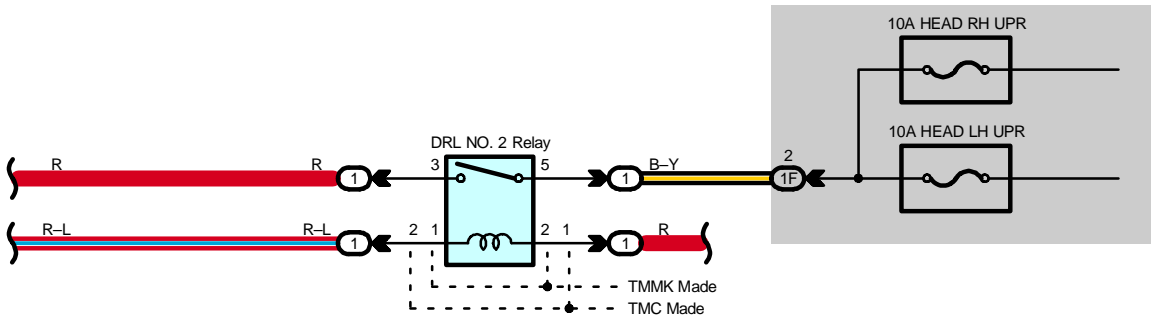 10A HEAD RH UPR
DRL NO. 2 Relay
10A HEAD LH UPR
R R 1 3 5 1 B–Y 2 1F
R–L R–L 1 2 1 2 1 1 R
TMMK Made
TMC Made